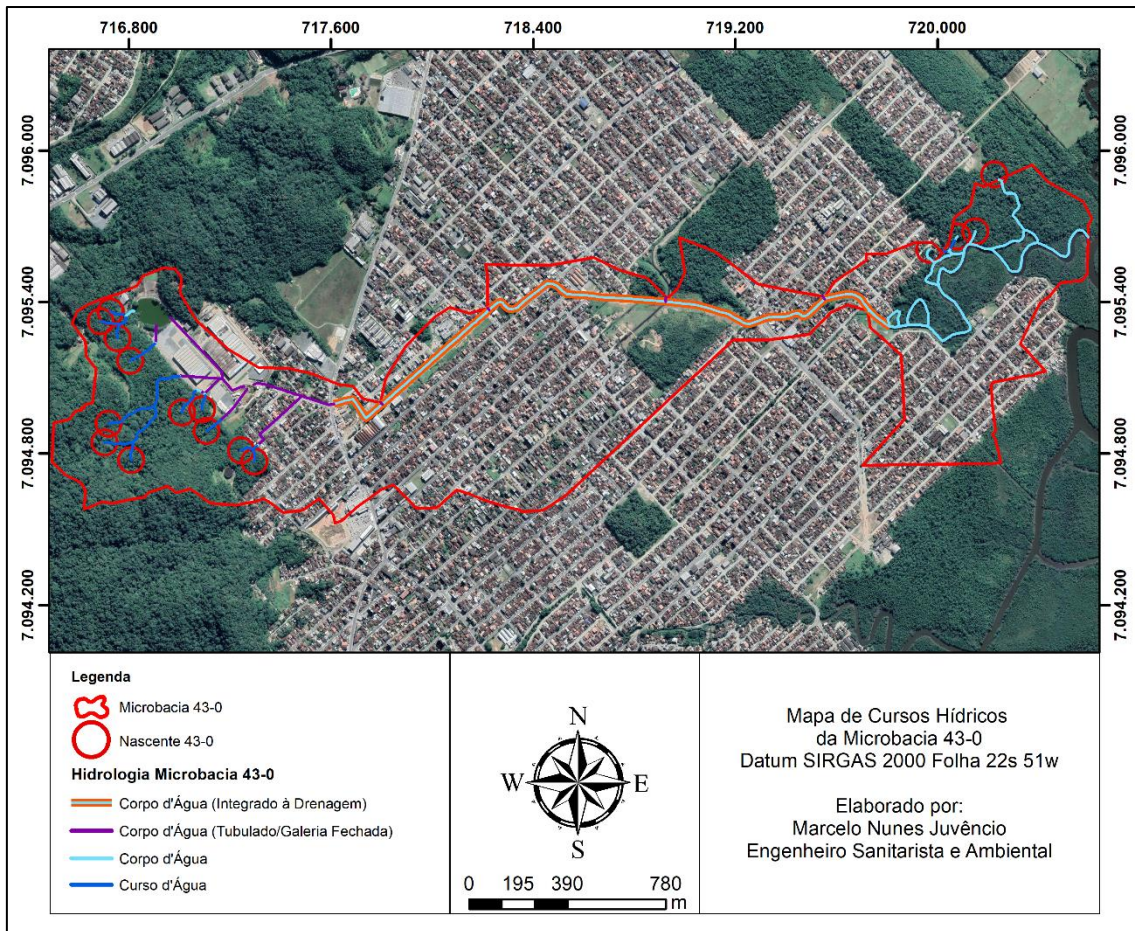 716.800 717.600 718.400 719.200 720.000
7.096.000 7.096.000
7.095.400 7.095.400
7.094.800 7.094.800
7.094.200 7.094.200
Legenda
Microbacia 43-0
Nascente 43-0
Hidrologia Microbacia 43-0
Corpo d'Água (Integrado à Drenagem)
Corpo d'Água (Tubulado/Galeria Fechada)
Corpo d'Água
Curso d'Água
N
W E
S
0 195 390 780
m
Mapa de Cursos Hídricos
da Microbacia 43-0
Datum SIRGAS 2000 Folha 22s 51w
Elaborado por:
Marcelo Nunes Juvêncio
Engenheiro Sanitarista e Ambiental